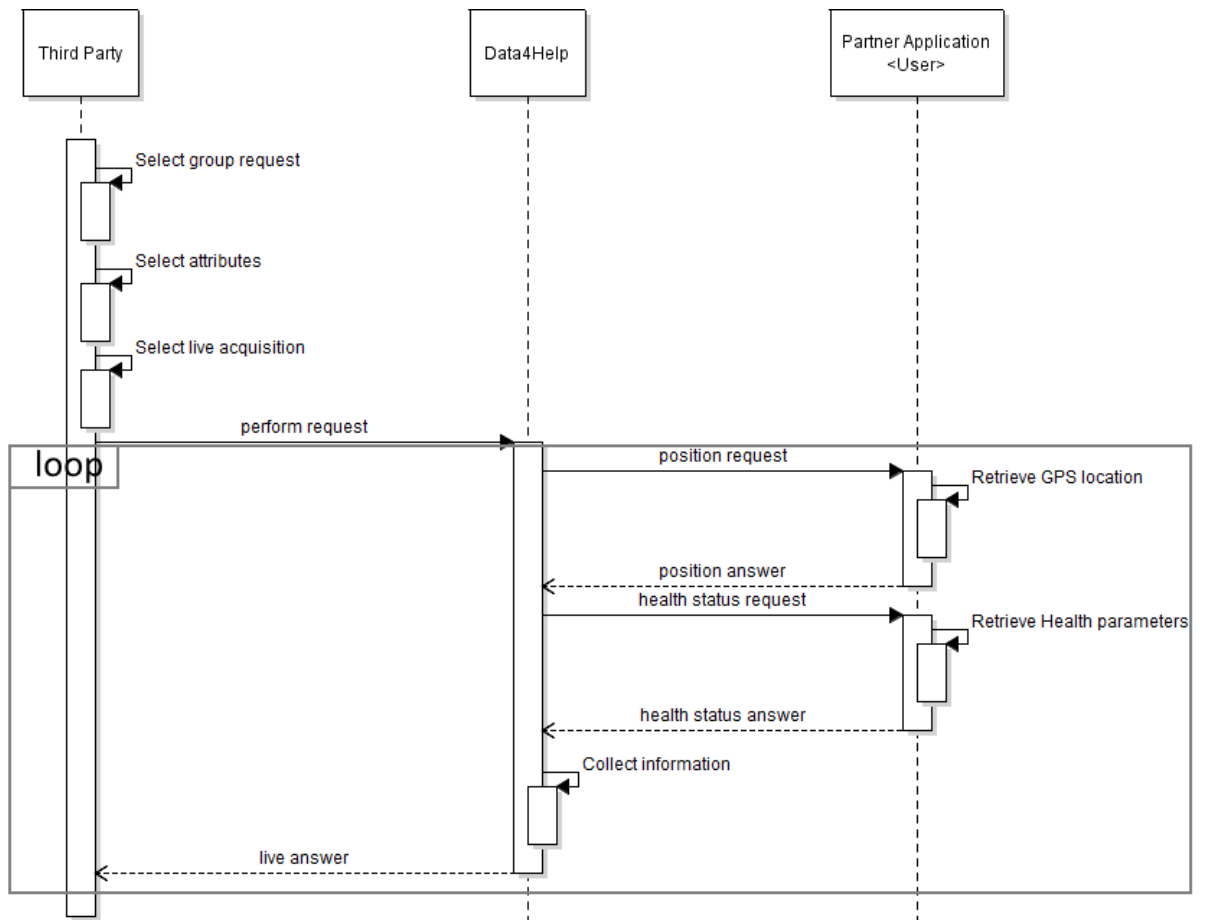 Third Party
Data4Help
Partner Application
<User>
Select group request
Select attributes
Select live acquisition
perform request
loop
position request
Retrieve GPS location
position answer
health status request
Retrieve Health parameters
health status answer
Collect information
live answer